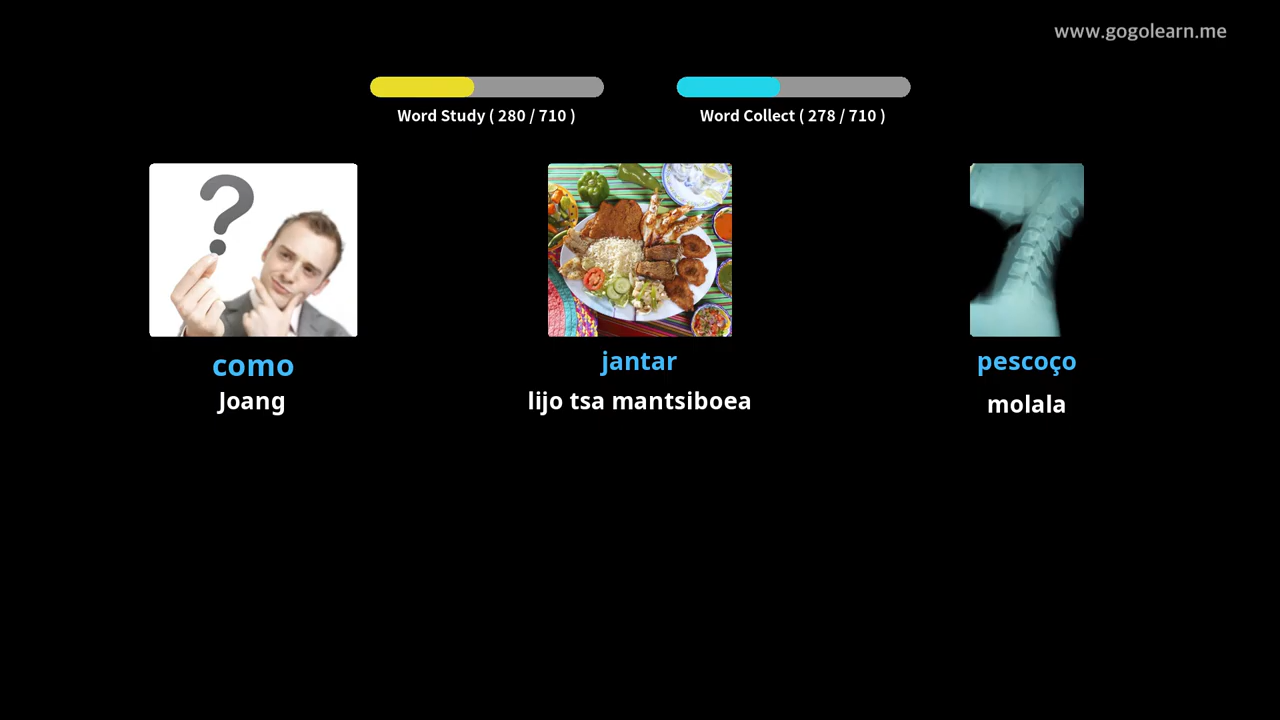 www.gogolearn.me
Word Study ( 280 / 710 )
Word Collect ( 278 / 710 )
como
Joang
jantar
lijo tsa mantsiboea
pescoço
molala